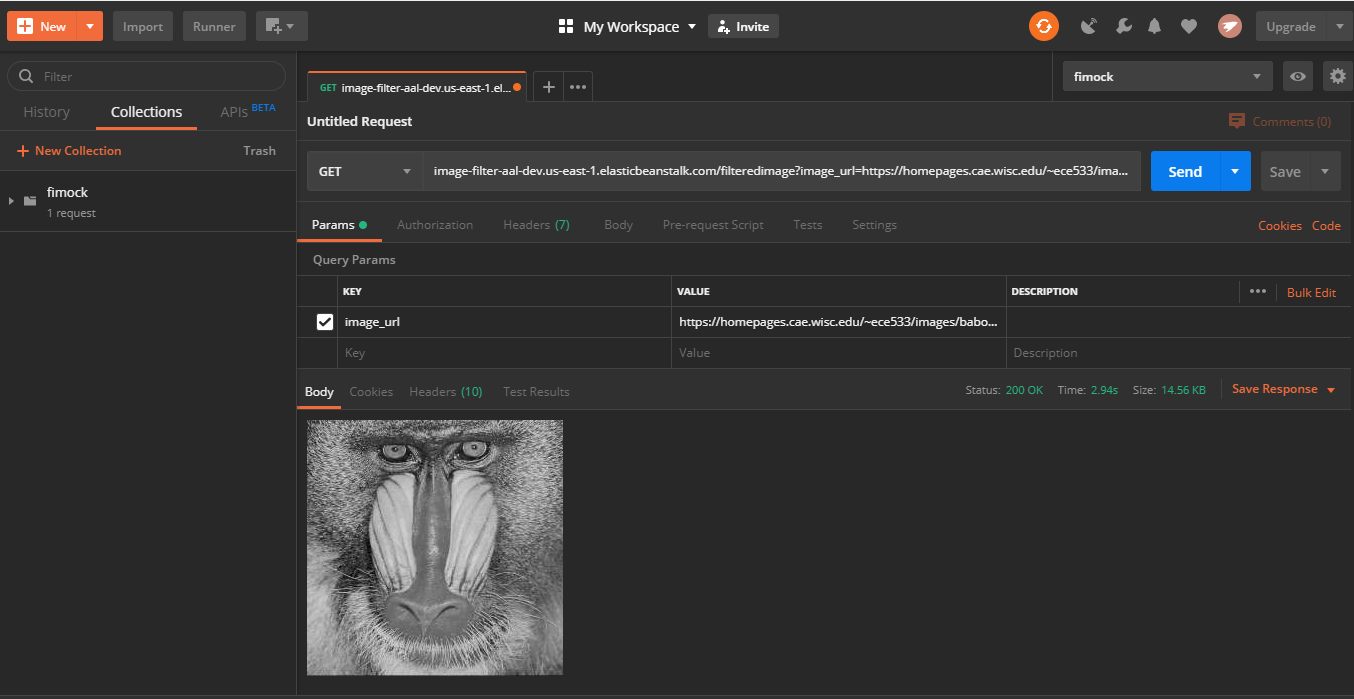 New Import Runner My Workspace Invite Upgrade
Filter
fimock
GET image-filter-aal-dev.us-east-1.el...
History Collections APIs BETA
Untitled Request Comments (0)
New Collection Trash
GET image-filter-aal-dev.us-east-1.elasticbeanstalk.com/filteredimage?image_url=https://homepages.cae.wisc.edu/~ece533/ima... Send Save
fimock
1 request
Params Authorization Headers (7) Body Pre-request Script Tests Settings Cookies Code
Query Params
KEY VALUE DESCRIPTION Bulk Edit
image_url https://homepages.cae.wisc.edu/~ece533/images/babo...
Key Value Description
Body Cookies Headers (10) Test Results Status: 200 OK Time: 2.94s Size: 14.56 KB Save Response